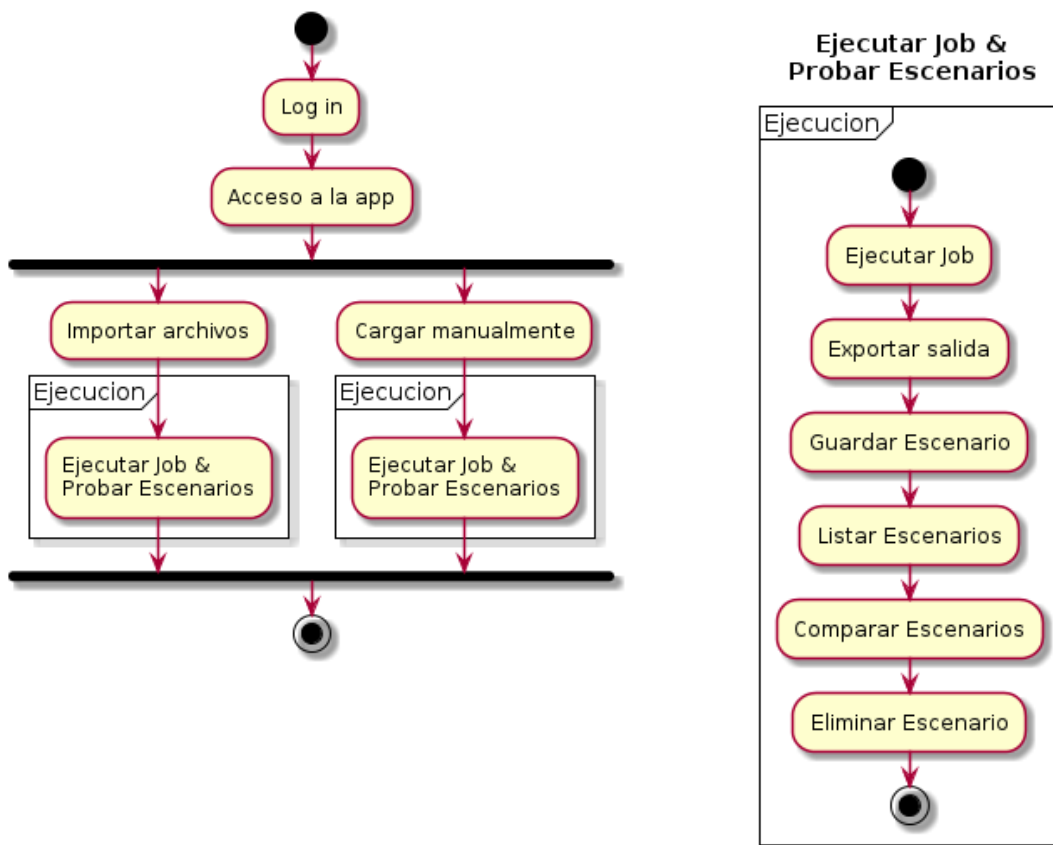 Log in
Acceso a la app
Importar archivos
Cargar manualmente
Ejecucion
Ejecucion
Ejecutar Job &
Probar Escenarios
Ejecutar Job &
Probar Escenarios
Ejecutar Job &
Probar Escenarios
Ejecucion
Ejecutar Job
Exportar salida
Guardar Escenario
Listar Escenarios
Comparar Escenarios
Eliminar Escenario